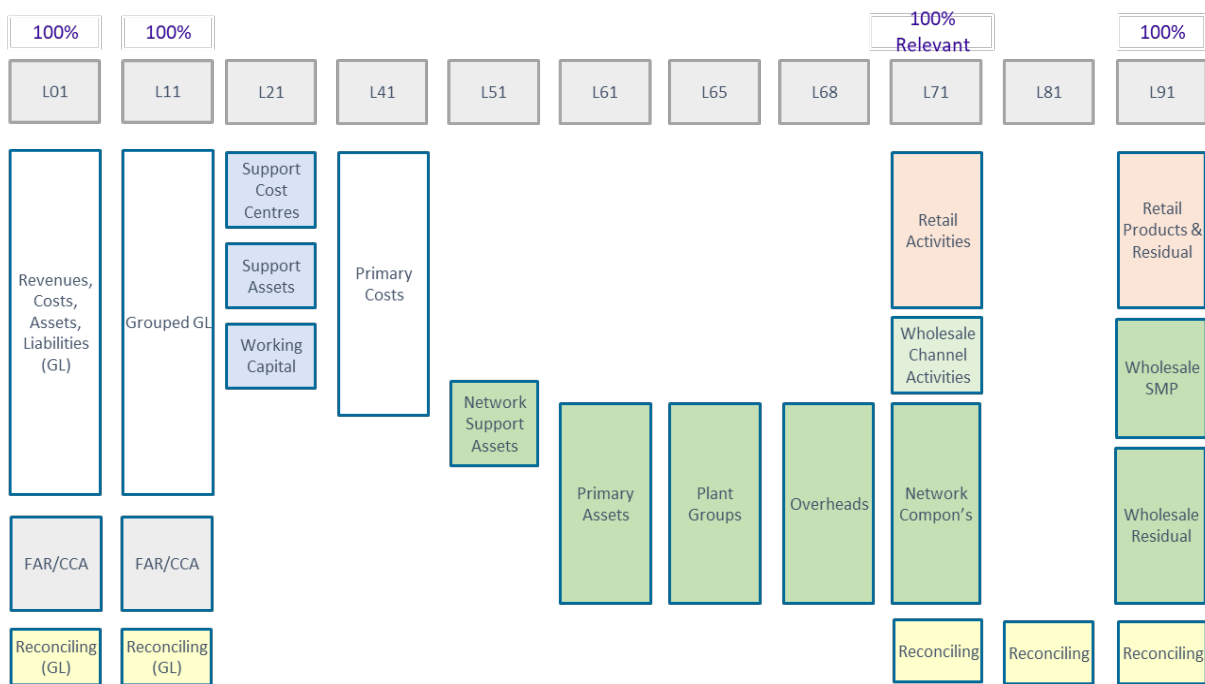 100%
100%
100%
Relevant
100%
L01
L11
L21
L41
L51
L61
L65
L68
L71
L81
L91
Revenues,
Costs,
Assets,
Liabilities
(GL)
Grouped GL
Support
Cost
Centres
Support
Assets
Working
Capital
Primary
Costs
Network
Support
Assets
Primary
Assets
Plant
Groups
Overheads
Retail
Activities
Wholesale
Channel
Activities
Network
Compon's
Retail
Products &
Residual
Wholesale
SMP
Wholesale
Residual
FAR/CCA
FAR/CCA
Reconciling
(GL)
Reconciling
(GL)
Reconciling
Reconciling
Reconciling